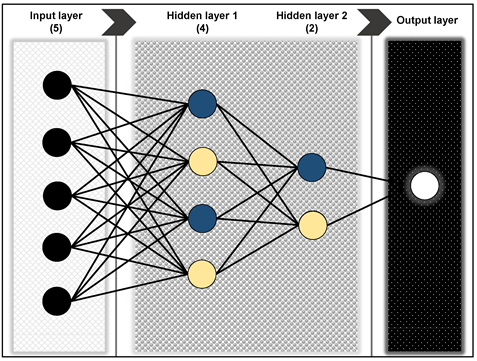 Input layer
(5)
Hidden layer 1
(4)
Hidden layer 2
(2)
Output layer